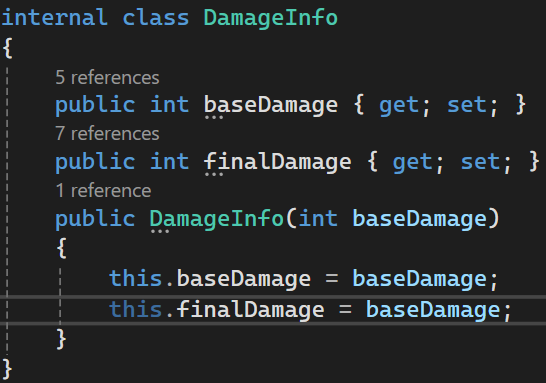 internal class DamageInfo
{
5 references
public int baseDamage { get; set; }
7 references
public int finalDamage { get; set; }
1 reference
public DamageInfo(int baseDamage)
{
this.baseDamage = baseDamage;
this.finalDamage = baseDamage;
}
}